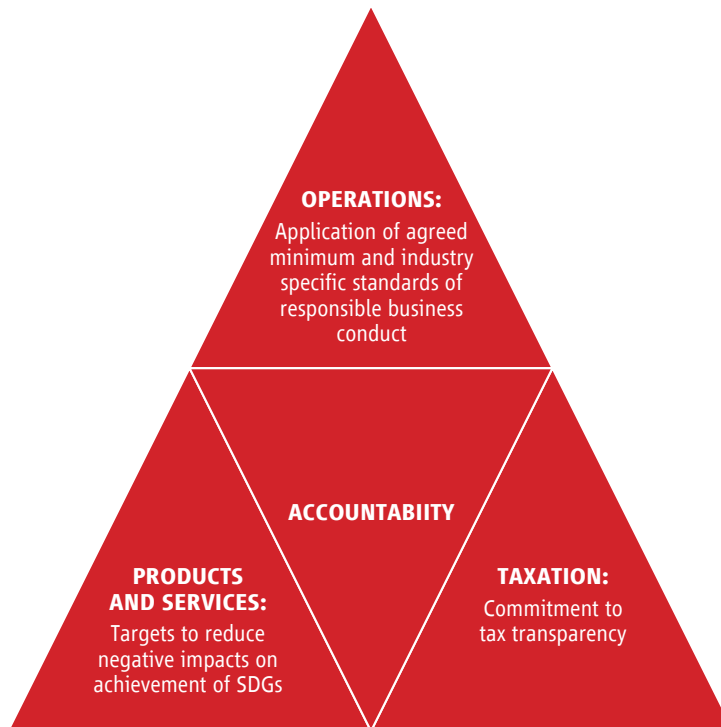 OPERATIONS:
Application of agreed
minimum and industry
specific standards of
responsible business
conduct
ACCOUNTABIITY
PRODUCTS
AND SERVICES:
Targets to reduce
negative impacts on
achievement of SDGs
TAXATION:
Commitment to
tax transparency